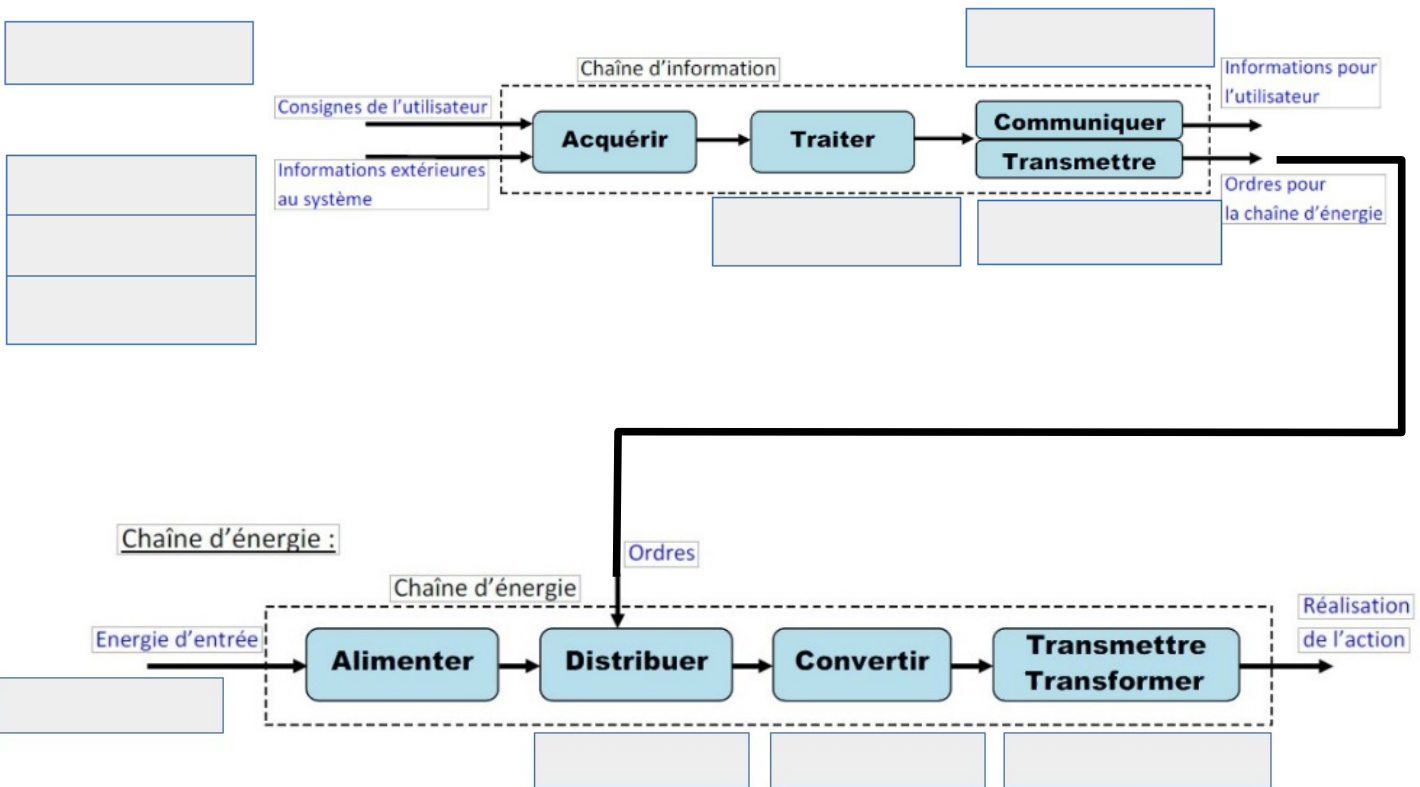 Chaîne d'information
Informations pour
l'utilisateur
Consignes de l'utilisateur
Acquérir
Traiter
Communiquer
Transmettre
Informations extérieures
au système
Ordres pour
la chaîne d'énergie
Chaîne d'énergie :
Ordres
Chaîne d'énergie
Energie d'entrée
Alimenter
Distribuer
Convertir
Transmettre
Transformer
Réalisation
de l'action